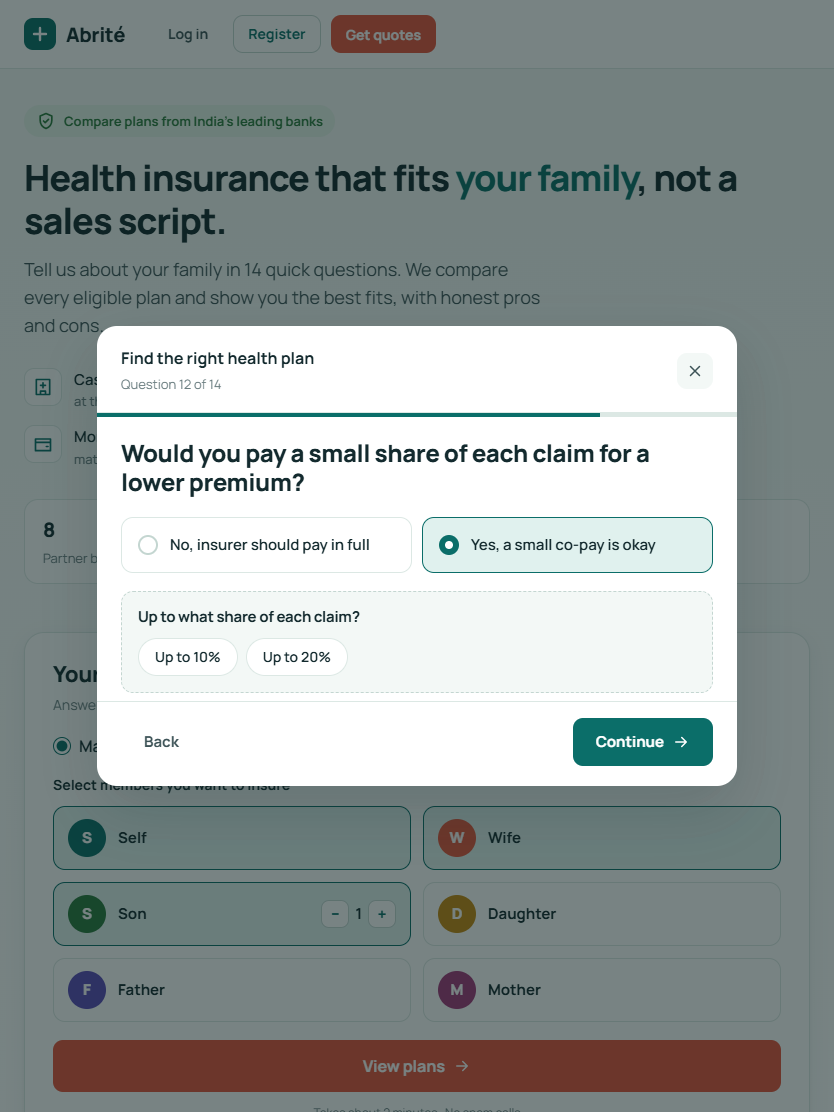 Abrité
Log in
Register
Get quotes
Compare plans from India's leading banks
Health insurance that fits your family, not a
sales script.
Tell us about your family in 14 quick questions. We compare
every eligible plan and show you the best fits, with honest pros
and cons.
Find the right health plan
Question 12 of 14
Would you pay a small share of each claim for a
lower premium?
No, insurer should pay in full
Yes, a small co-pay is okay
Up to what share of each claim?
Up to 10%
Up to 20%
Back
Continue
8
Partner b
Your
Answe
Select members you want to insure
S
Self
W
Wife
S
Son
− 1 +
D
Daughter
F
Father
M
Mother
View plans